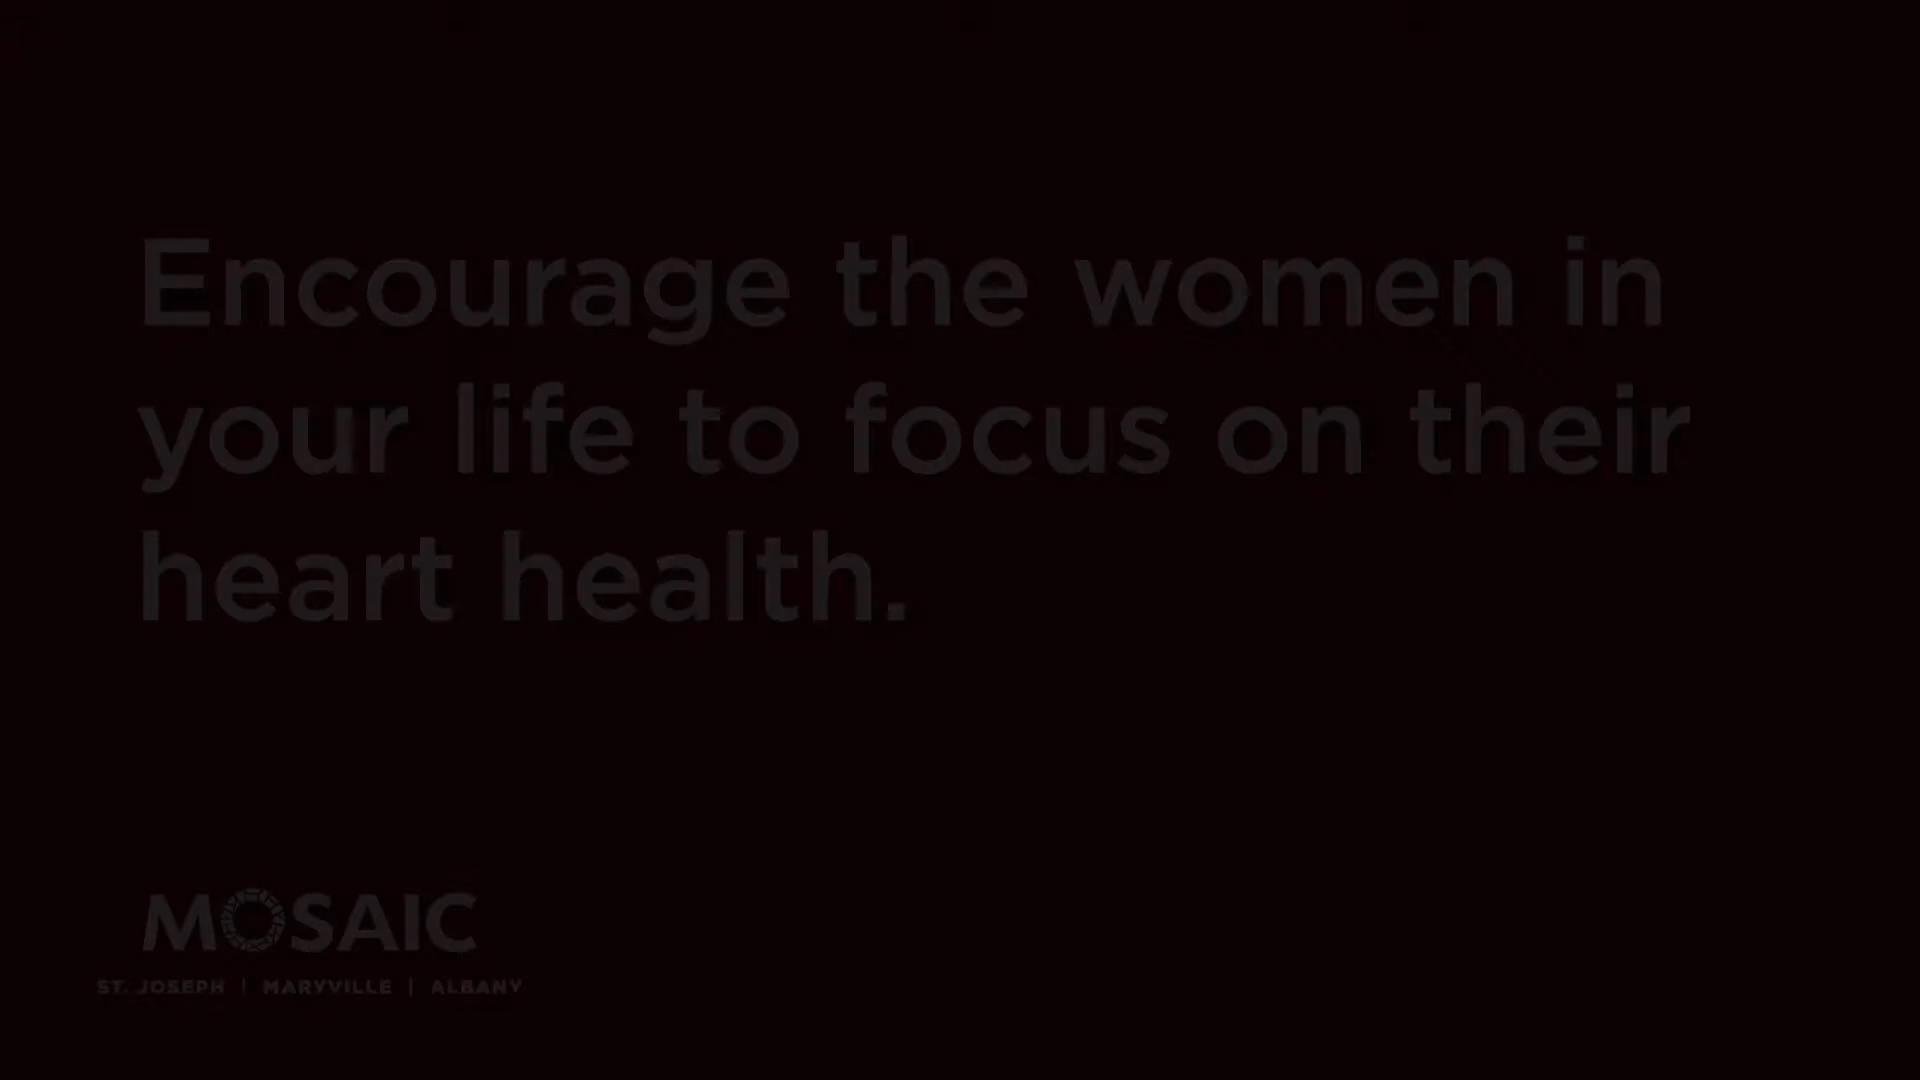 Encourage the women in
your life to focus on their
heart health.
MOSAIC
ST. JOSEPH | MARYVILLE | ALBANY